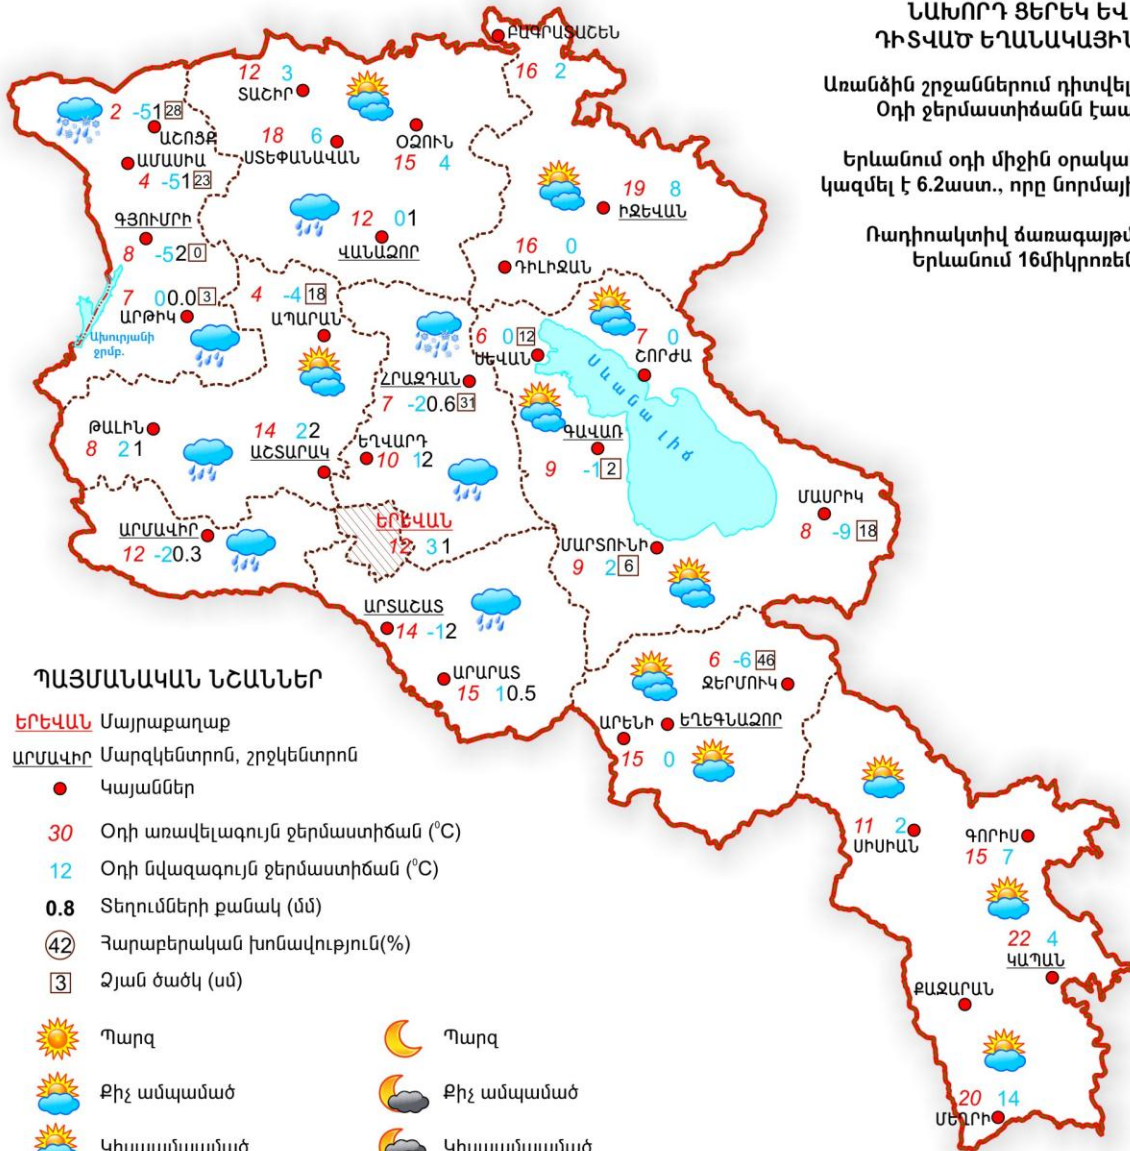 ՆԱԽՈՐԴ ՑԵՐԵԿ ԵՎ
ԴԻՏՎԱԾ ԵՂԱՆԱԿԱՅԻՆ
Առանձին շրջաններում դիտվել
Օդի ջերմաստիճանն էապ
Երևանում օդի միջին օրակա
կազմել է 6.2աստ., որը նորմայի
Ռադիոակտիվ ճառագայթմ
Երևանում 16միկրոռեն
ԲԱԳՐԱՏԱՇԵՆ
16 2
12 3
ՏԱՇԻՐ
2 -5 1 28
ԱՇՈՑՔ
ԱՄԱՍԻԱ
4 -5 1 23
18 6
ՍՏԵՓԱՆԱՎԱՆ
ՕՁՈՒՆ
15 4
19 8
ԻՋԵՎԱՆ
ԳՅՈՒՄՐԻ
8 -5 2 0
12 0 1
ՎԱՆԱՁՈՐ
16 0
ԴԻԼԻՋԱՆ
7 0 0.0 3
ԱՐԹԻԿ
Ախուրյանի
ջրմբ.
4 -4 18
ԱՊԱՐԱՆ
6 0 12
ՍԵՎԱՆ
7 0
ՇՈՐԺԱ
Սևանա լիճ
ՀՐԱԶԴԱՆ
7 -2 0.6 31
ԹԱԼԻՆ
8 2 1
14 2 2
ԱՇՏԱՐԱԿ
ԵՂՎԱՐԴ
10 1 2
ԳԱՎԱՌ
9 -1 2
ՄԱՍՐԻԿ
8 -9 18
ԱՐՄԱՎԻՐ
12 -2 0.3
ԵՐԵՎԱՆ
12 3 1
ՄԱՐՏՈՒՆԻ
9 2 6
ԱՐՏԱՇԱՏ
14 -1 2
ԱՐԱՐԱՏ
15 1 0.5
6 -6 46
ՋԵՐՄՈՒԿ
ԱՐԵՆԻ
15 0
ԵՂԵԳՆԱՁՈՐ
11 2
ՍԻՍԻԱՆ
ԳՈՐԻՍ
15 7
22 4
ԿԱՊԱՆ
ՔԱՋԱՐԱՆ
20 14
ՄԵՂՐԻ
ՊԱՅՄԱՆԱԿԱՆ ՆՇԱՆՆԵՐ
ԵՐԵՎԱՆ Մայրաքաղաք
ԱՐՄԱՎԻՐ Մարզկենտրոն, շրջկենտրոն
Կայաններ
30 Օդի առավելագույն ջերմաստիճան (⁰C)
12 Օդի նվազագույն ջերմաստիճան (⁰C)
0.8 Տեղումների քանակ (մմ)
42 Հարաբերական խոնավություն(%)
3 Ձյան ծածկ (սմ)
Պարզ Պարզ
Քիչ ամպամած Քիչ ամպամած